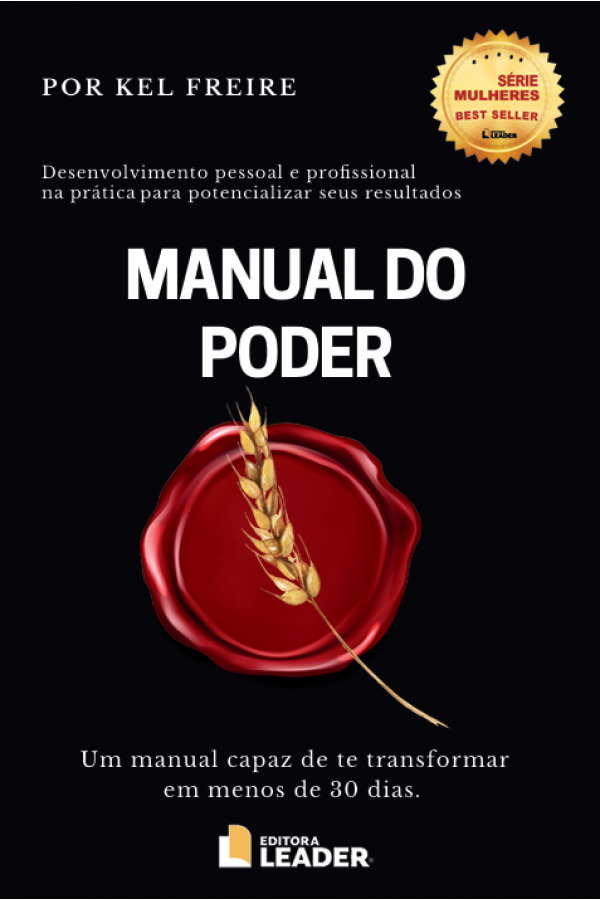 POR KEL FREIRE
SÉRIE
MULHERES
BEST SELLER
LEADER
Desenvolvimento pessoal e profissional
na prática para potencializar seus resultados
MANUAL DO
PODER
Um manual capaz de te transformar
em menos de 30 dias.
EDITORA
LEADER